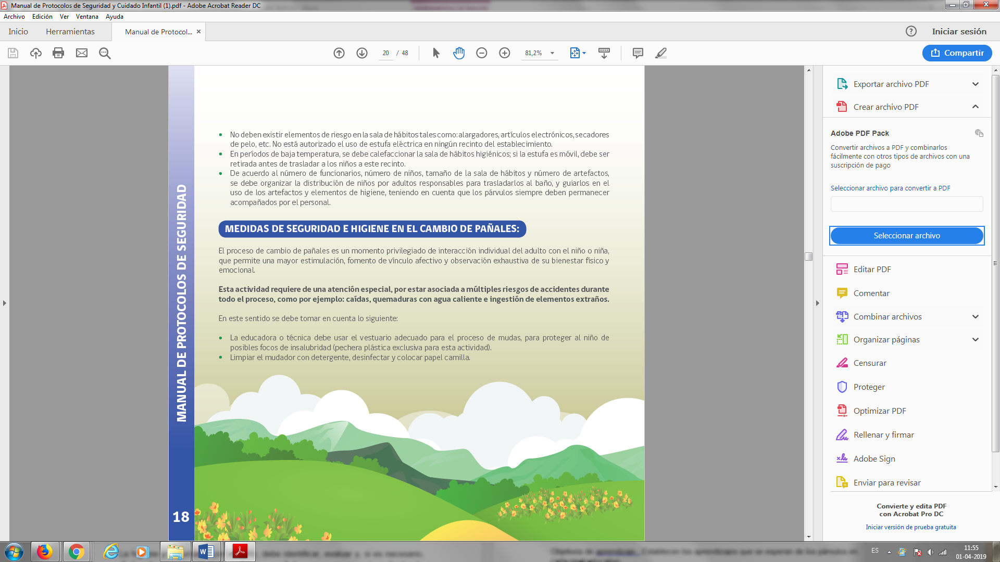 Manual de Protocolos de Seguridad y Cuidado Infantil (1).pdf - Adobe Acrobat Reader DC
Archivo Edición Ver Ventana Ayuda
Inicio Herramientas Manual de Protocol... × Iniciar sesión
20 / 48 81,2% Compartir
MANUAL DE PROTOCOLOS DE SEGURIDAD
18
• No deben existir elementos de riesgo en la sala de hábitos tales como: alargadores, artículos electrónicos, secadores
de pelo, etc. No está autorizado el uso de estufa eléctrica en ningún recinto del establecimiento.
• En períodos de baja temperatura, se debe calefaccionar la sala de hábitos higiénicos; si la estufa es móvil, debe ser
retirada antes de trasladar a los niños a este recinto.
• De acuerdo al número de funcionarios, número de niños, tamaño de la sala de hábitos y número de artefactos,
se debe organizar la distribución de niños por adultos responsables para trasladarlos al baño, y guiarlos en el
uso de los artefactos y elementos de higiene, teniendo en cuenta que los párvulos siempre deben permanecer
acompañados por el personal.
MEDIDAS DE SEGURIDAD E HIGIENE EN EL CAMBIO DE PAÑALES:
El proceso de cambio de pañales es un momento privilegiado de interacción individual del adulto con el niño o niña,
que permite una mayor estimulación, fomento de vínculo afectivo y observación exhaustiva de su bienestar físico y
emocional.
Esta actividad requiere de una atención especial, por estar asociada a múltiples riesgos de accidentes durante
todo el proceso, como por ejemplo: caídas, quemaduras con agua caliente e ingestión de elementos extraños.
En este sentido se debe tomar en cuenta lo siguiente:
• La educadora o técnica debe usar el vestuario adecuado para el proceso de mudas, para proteger al niño de
posibles focos de insalubridad (pechera plástica exclusiva para esta actividad).
• Limpiar el mudador con detergente, desinfectar y colocar papel camilla.
Exportar archivo PDF
Crear archivo PDF
Adobe PDF Pack
Convertir archivos a PDF y combinarlos
fácilmente con otros tipos de archivos con una
suscripción de pago
Seleccionar archivo para convertir a PDF
Seleccionar archivo
Editar PDF
Comentar
Combinar archivos
Organizar páginas
Censurar
Proteger
Optimizar PDF
Rellenar y firmar
Adobe Sign
Enviar para revisar
Convierte y edita PDF
con Acrobat Pro DC
Iniciar versión de prueba gratuita
ES
11:55
01-04-2019